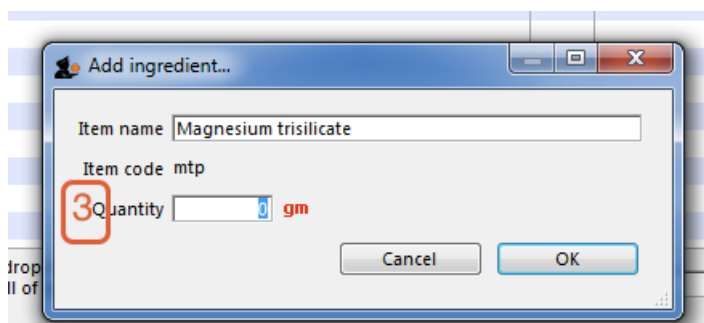 Add ingredient...
Item name Magnesium trisilicate
Item code mtp
3 Quantity 0 gm
Cancel OK
drop
ll of